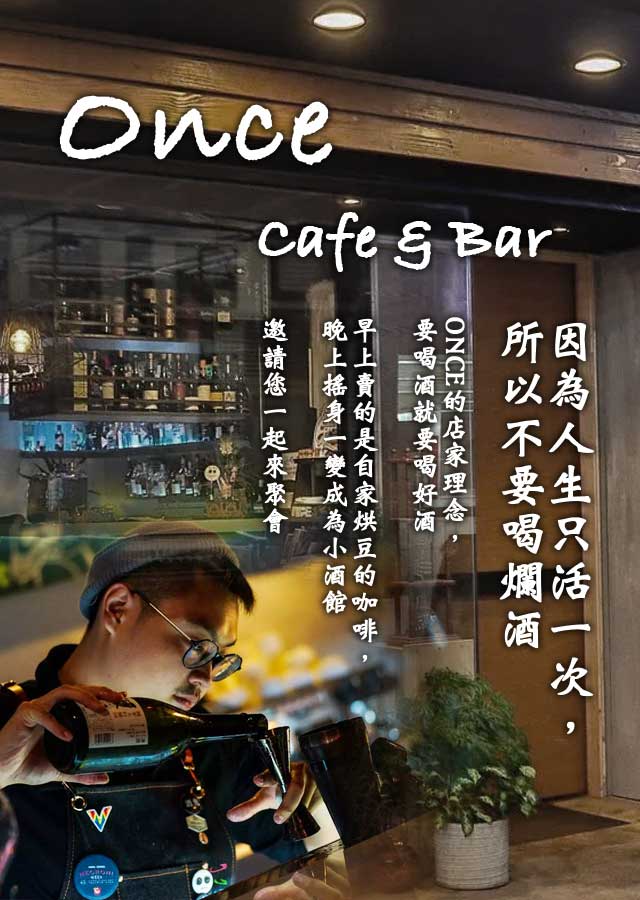 Once
Cafe & Bar
因為人生只活一次，
所以不要喝爛酒
ONCE的店家理念，
要喝酒就要喝好酒
早上賣的是自家烘豆的咖啡，
晚上搖身一變成為小酒館
邀請您一起來聚會
NEGRONI
WEEK